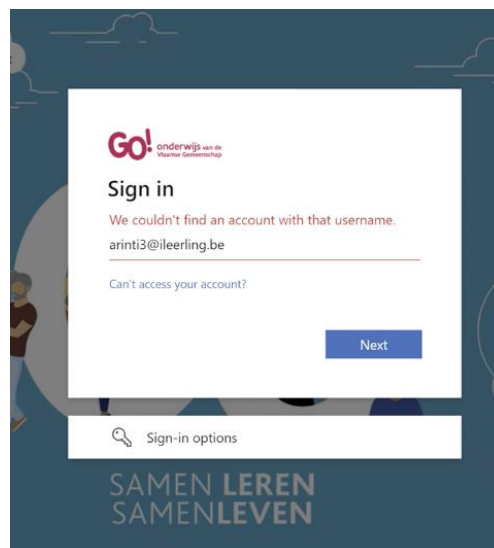 GO! onderwijs van de
Vlaamse Gemeenschap
Sign in
We couldn't find an account with that username.
arinti3@ileerling.be
Can't access your account?
Next
Sign-in options
SAMEN LEREN
SAMENLEVEN